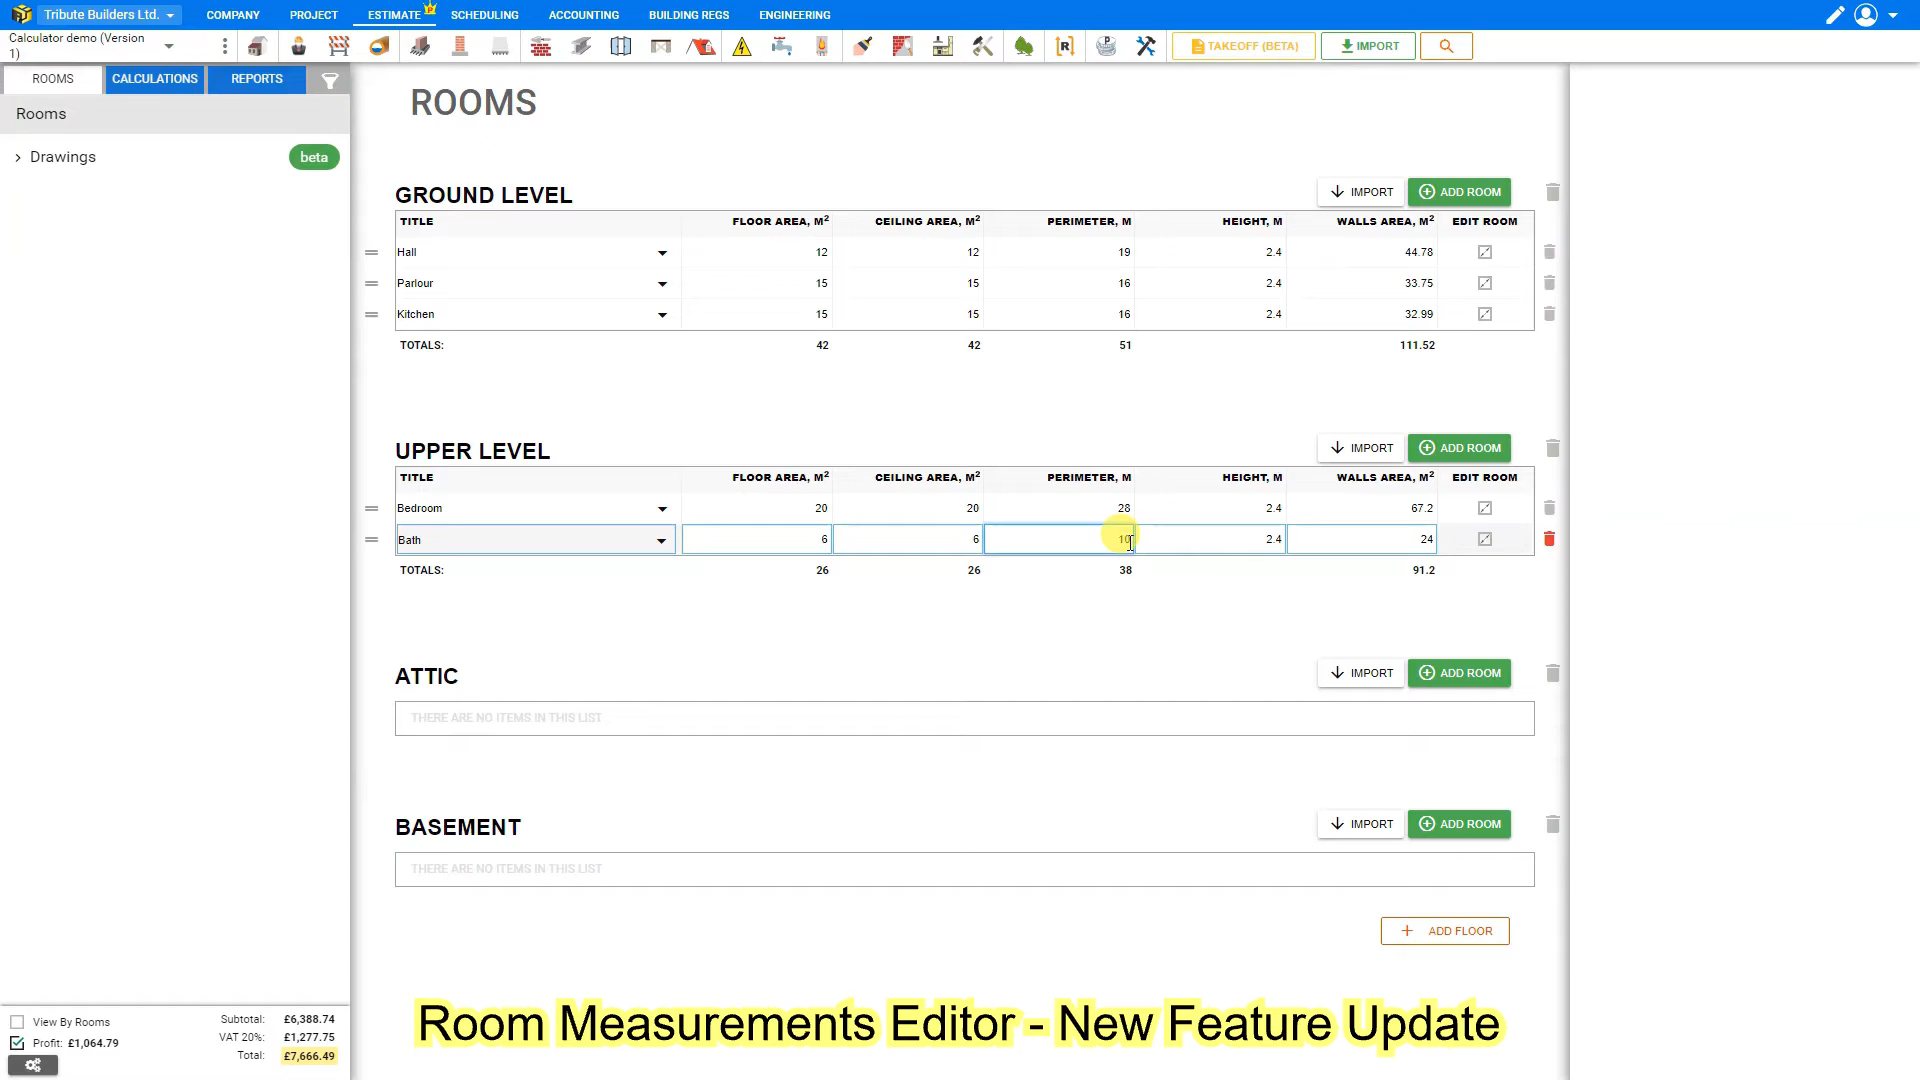 Tribute Builders Ltd. COMPANY PROJECT ESTIMATE SCHEDULING ACCOUNTING BUILDING REGS ENGINEERING
Calculator demo (Version
1)
TAKEOFF (BETA) IMPORT
ROOMS CALCULATIONS REPORTS
Rooms
Drawings beta
ROOMS
GROUND LEVEL IMPORT ADD ROOM
TITLE FLOOR AREA, M² CEILING AREA, M² PERIMETER, M HEIGHT, M WALLS AREA, M² EDIT ROOM
Hall 12 12 19 2.4 44.78
Parlour 15 15 16 2.4 33.75
Kitchen 15 15 16 2.4 32.99
TOTALS: 42 42 51 111.52
UPPER LEVEL IMPORT ADD ROOM
TITLE FLOOR AREA, M² CEILING AREA, M² PERIMETER, M HEIGHT, M WALLS AREA, M² EDIT ROOM
Bedroom 20 20 28 2.4 67.2
Bath 6 6 10 2.4 24
TOTALS: 26 26 38 91.2
ATTIC IMPORT ADD ROOM
THERE ARE NO ITEMS IN THIS LIST
BASEMENT IMPORT ADD ROOM
THERE ARE NO ITEMS IN THIS LIST
ADD FLOOR
View By Rooms Subtotal: £6,388.74
Profit: £1,064.79 VAT 20%: £1,277.75
Total: £7,666.49
Room Measurements Editor - New Feature Update